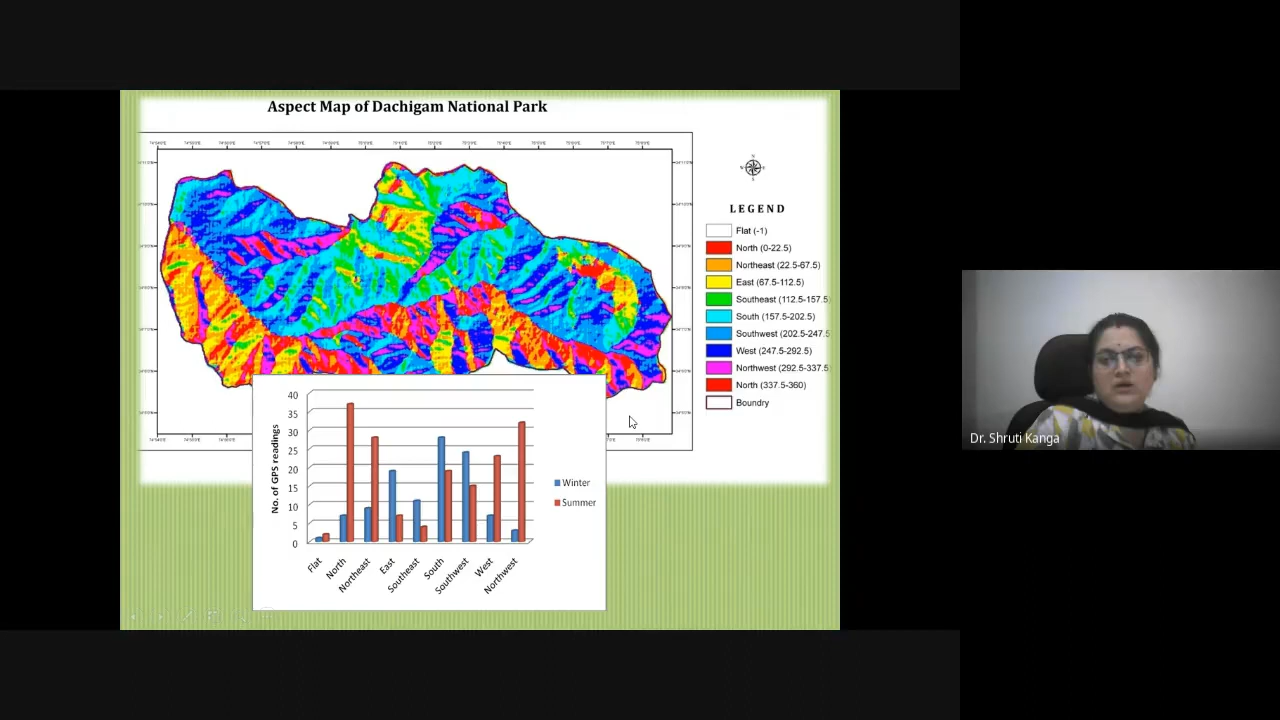 Aspect Map of Dachigam National Park
LEGEND
Flat (-1)
North (0-22.5)
Northeast (22.5-67.5)
East (67.5-112.5)
Southeast (112.5-157.5)
South (157.5-202.5)
Southwest (202.5-247.5
West (247.5-292.5)
Northwest (292.5-337.5)
North (337.5-360)
Boundry
No. of GPS readings
40
35
30
25
20
15
10
5
0
Flat
North
Northeast
East
Southeast
South
Southwest
West
Northwest
Winter
Summer
Dr. Shruti Kanga